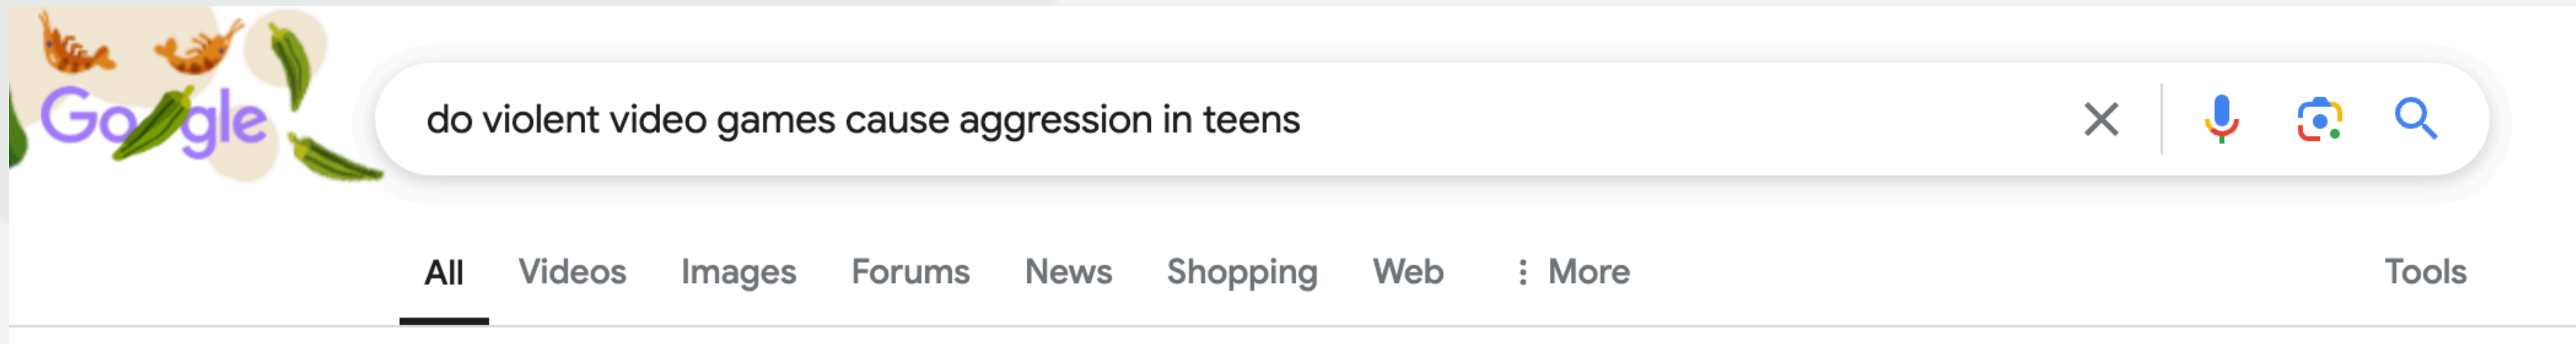 Google
do violent video games cause aggression in teens
All Videos Images Forums News Shopping Web More Tools